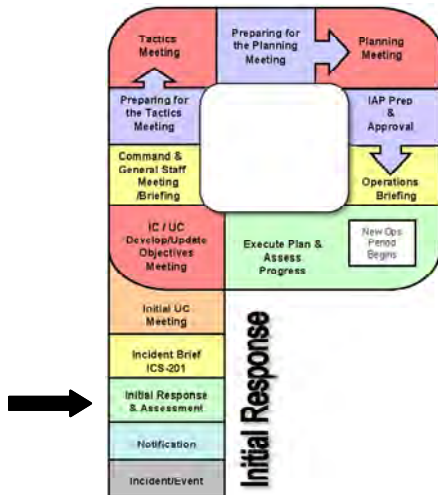 Tactics
Meeting
Preparing for
the Planning
Meeting
Planning
Meeting
Preparing for
the Tactics
Meeting
IAP Prep
&
Approval
Command &
General Staff
Meeting
/Briefing
Operations
Briefing
IC / UC
Develop/Update
Objectives
Meeting
Execute Plan &
Assess
Progress
New Ops
Period
Begins
Initial UC
Meeting
Incident Brief
ICS-201
Initial Response
& Assessment
Notification
Incident/Event
Initial Response